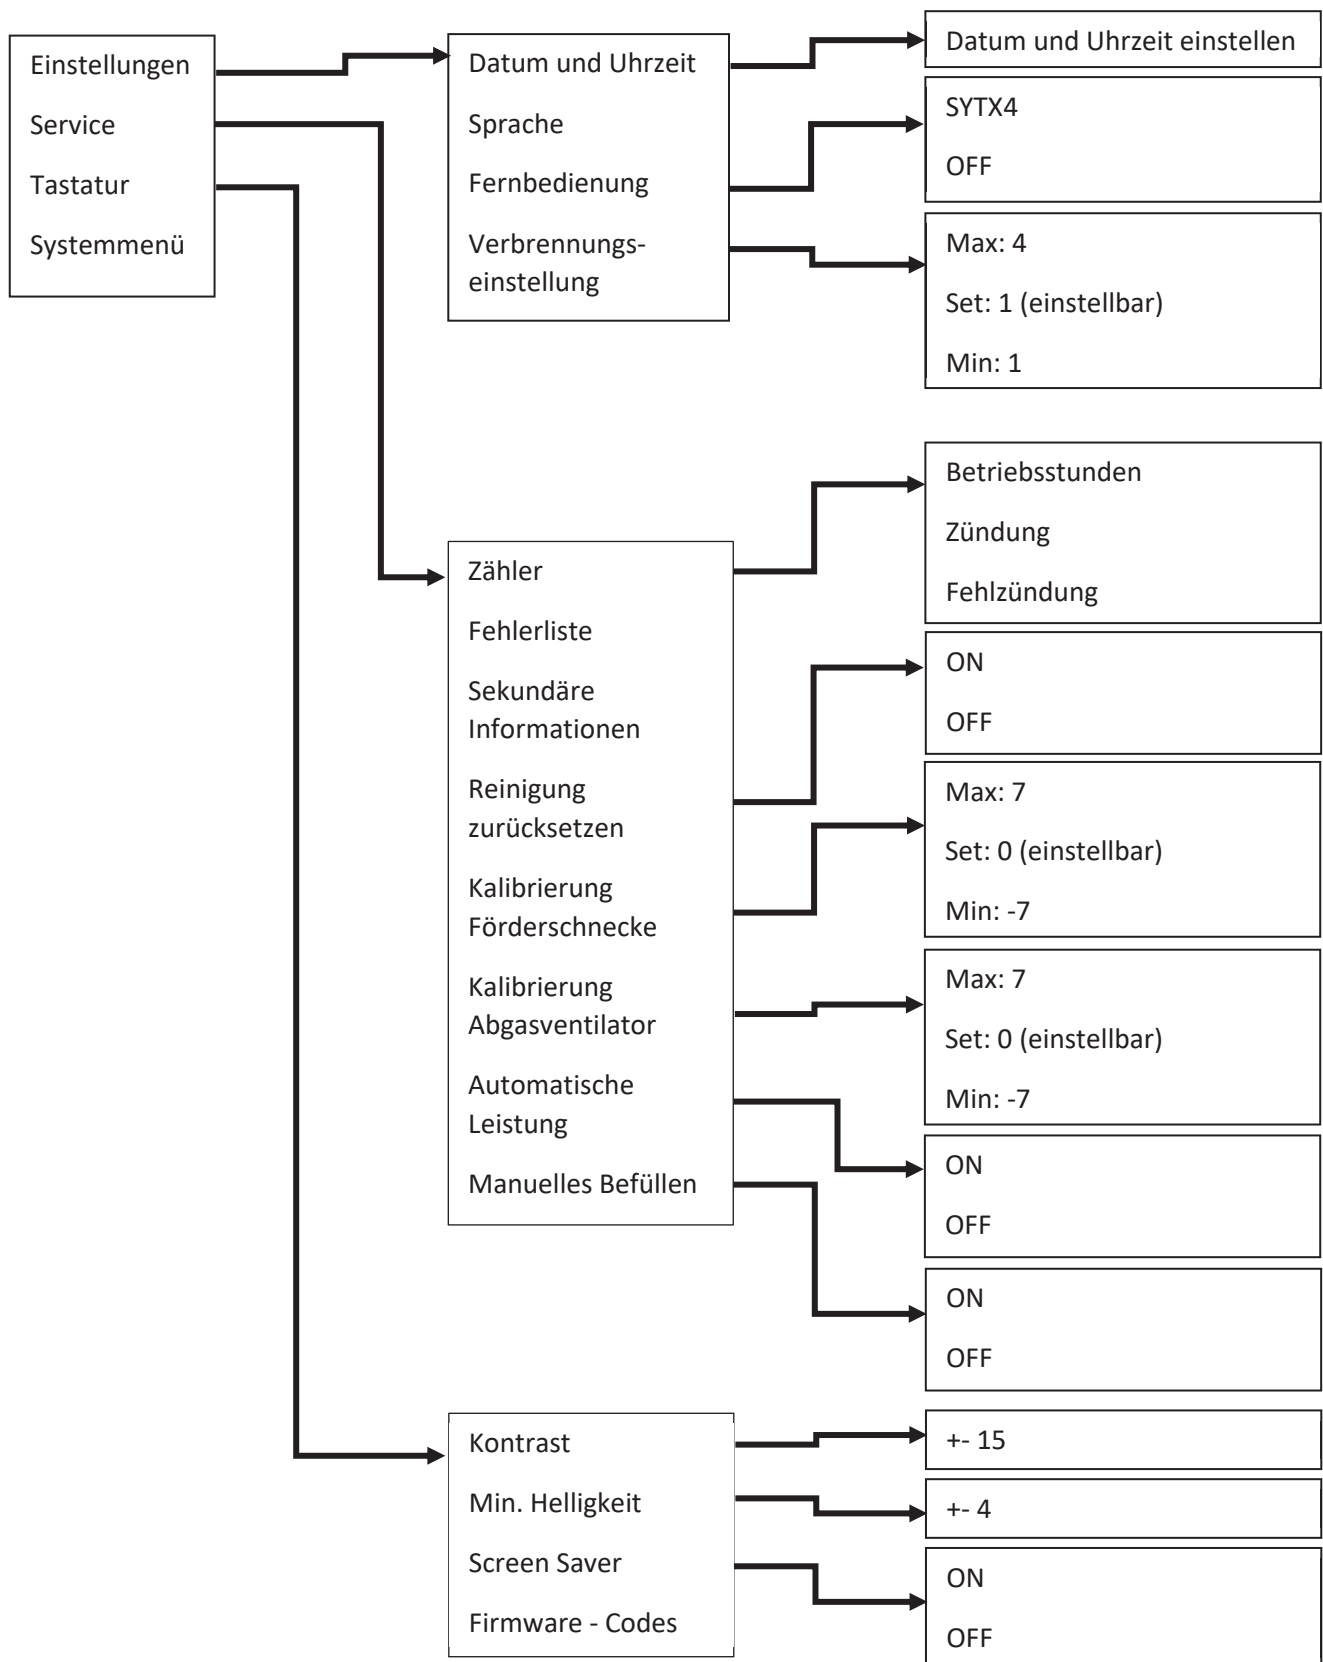 Einstellungen
Service
Tastatur
Systemmenü
Datum und Uhrzeit
Sprache
Fernbedienung
Verbrennungs-
einstellung
Datum und Uhrzeit einstellen
SYTX4
OFF
Max: 4
Set: 1 (einstellbar)
Min: 1
Zähler
Fehlerliste
Sekundäre
Informationen
Reinigung
zurücksetzen
Kalibrierung
Förderschnecke
Kalibrierung
Abgasventilator
Automatische
Leistung
Manuelles Befüllen
Betriebsstunden
Zündung
Fehlzündung
ON
OFF
Max: 7
Set: 0 (einstellbar)
Min: -7
Max: 7
Set: 0 (einstellbar)
Min: -7
ON
OFF
ON
OFF
Kontrast
Min. Helligkeit
Screen Saver
Firmware - Codes
+- 15
+- 4
ON
OFF